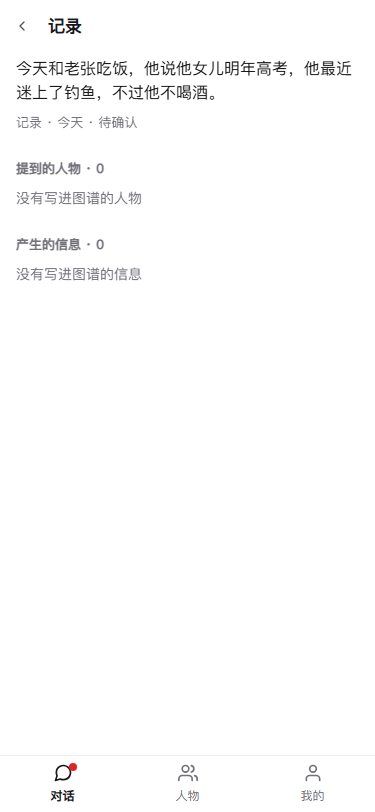 记录
今天和老张吃饭，他说他女儿明年高考，他最近
迷上了钓鱼，不过他不喝酒。
记录 · 今天 · 待确认
提到的人物 · 0
没有写进图谱的人物
产生的信息 · 0
没有写进图谱的信息
对话
人物
我的